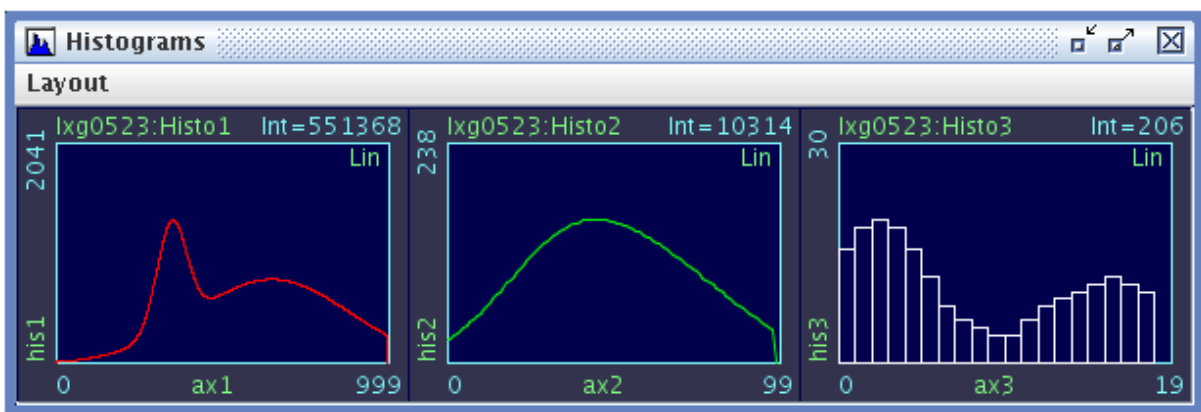 Histograms
Layout
lxg0523:Histo1 Int=551368
2041
Lin
his1
0 ax1 999
lxg0523:Histo2 Int=10314
238
Lin
his2
0 ax2 99
lxg0523:Histo3 Int=206
30
Lin
his3
0 ax3 19